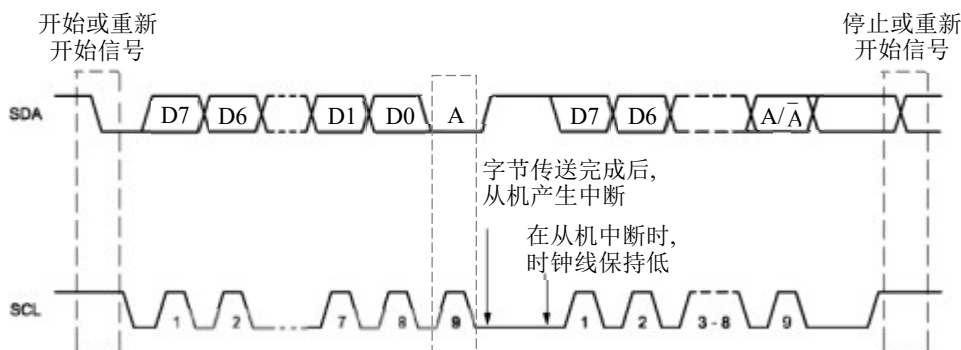 开始或重新
开始信号
停止或重新
开始信号
SDA
D7 D6 D1 D0 A D7 D6 A/A̅
字节传送完成后,
从机产生中断
在从机中断时,
时钟线保持低
SCL
1 2 7 8 9 1 2 3-8 9